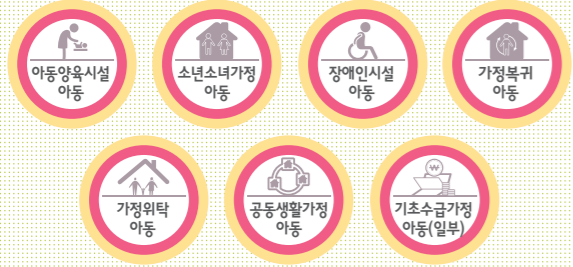 아동양육시설
아동
소년소녀가정
아동
장애인시설
아동
가정복귀
아동
가정위탁
아동
공동생활가정
아동
₩
기초수급가정
아동(일부)